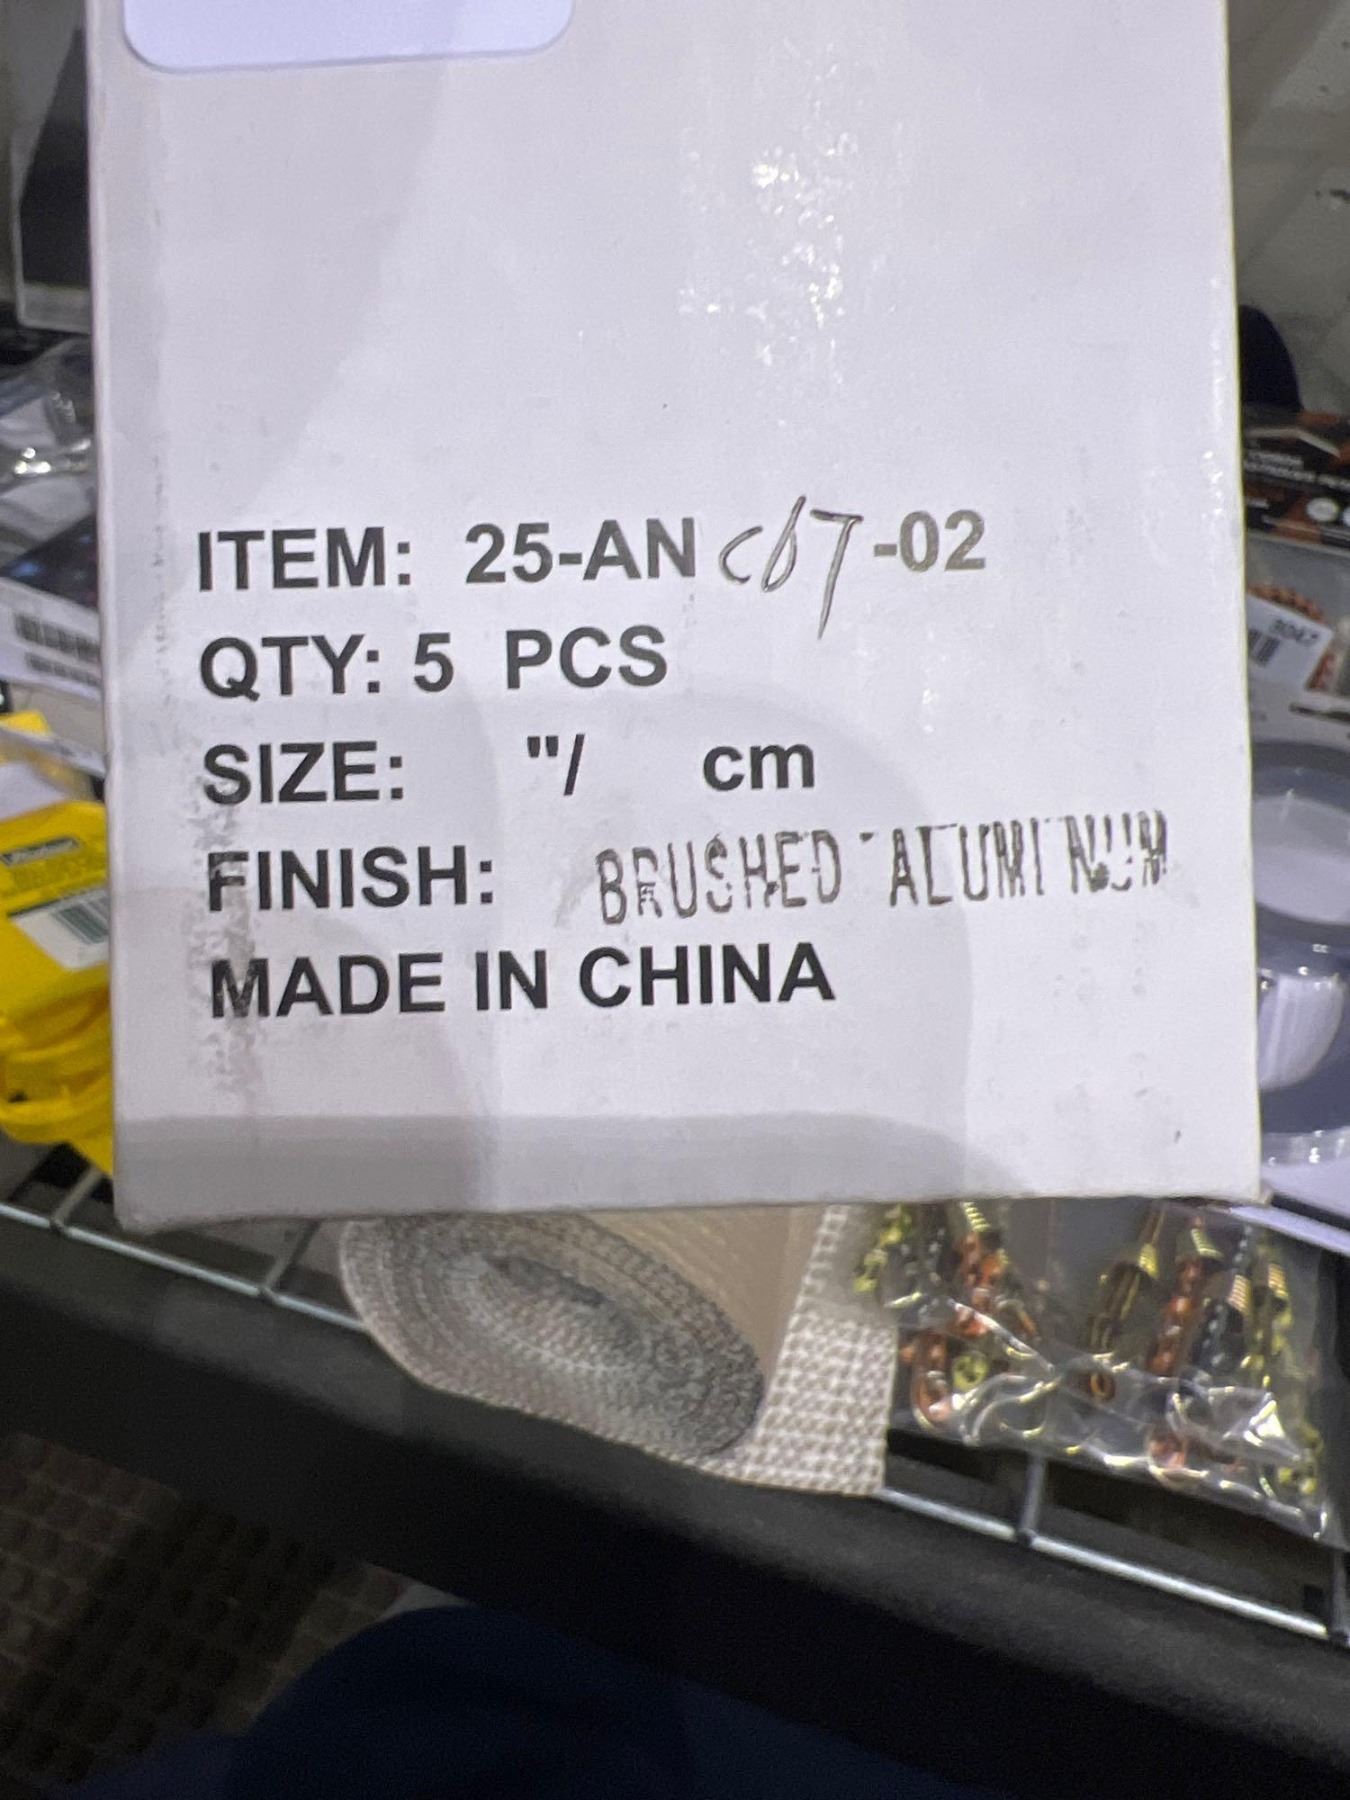 ITEM: 25-AN C07-02
QTY: 5 PCS
SIZE: "/ cm
FINISH: BRUSHED ALUMINUM
MADE IN CHINA